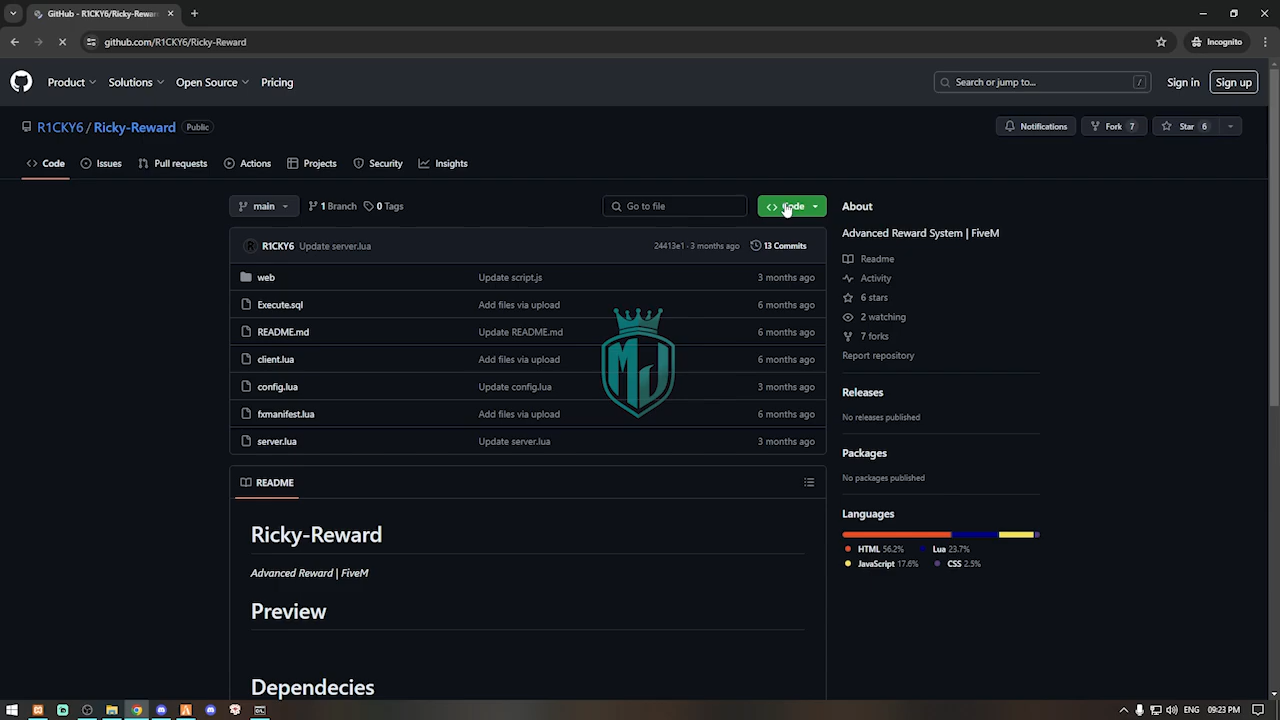 GitHub - R1CKY6/Ricky-Reward
github.com/R1CKY6/Ricky-Reward
Incognito
Product
Solutions
Open Source
Pricing
Search or jump to...
/
Sign in
Sign up
R1CKY6 / Ricky-Reward
Public
Notifications
Fork 7
Star 6
Code
Issues
Pull requests
Actions
Projects
Security
Insights
main
1 Branch
0 Tags
Go to file
Code
R1CKY6 Update server.lua
24413e1 · 3 months ago
13 Commits
web Update script.js 3 months ago
Execute.sql Add files via upload 6 months ago
README.md Update README.md 6 months ago
client.lua Add files via upload 6 months ago
config.lua Update config.lua 3 months ago
fxmanifest.lua Add files via upload 6 months ago
server.lua Update server.lua 3 months ago
MJ
README
Ricky-Reward
Advanced Reward | FiveM
Preview
Dependecies
About
Advanced Reward System | FiveM
Readme
Activity
6 stars
2 watching
7 forks
Report repository
Releases
No releases published
Packages
No packages published
Languages
HTML 56.2%
Lua 23.7%
JavaScript 17.6%
CSS 2.5%
ENG
09:23 PM